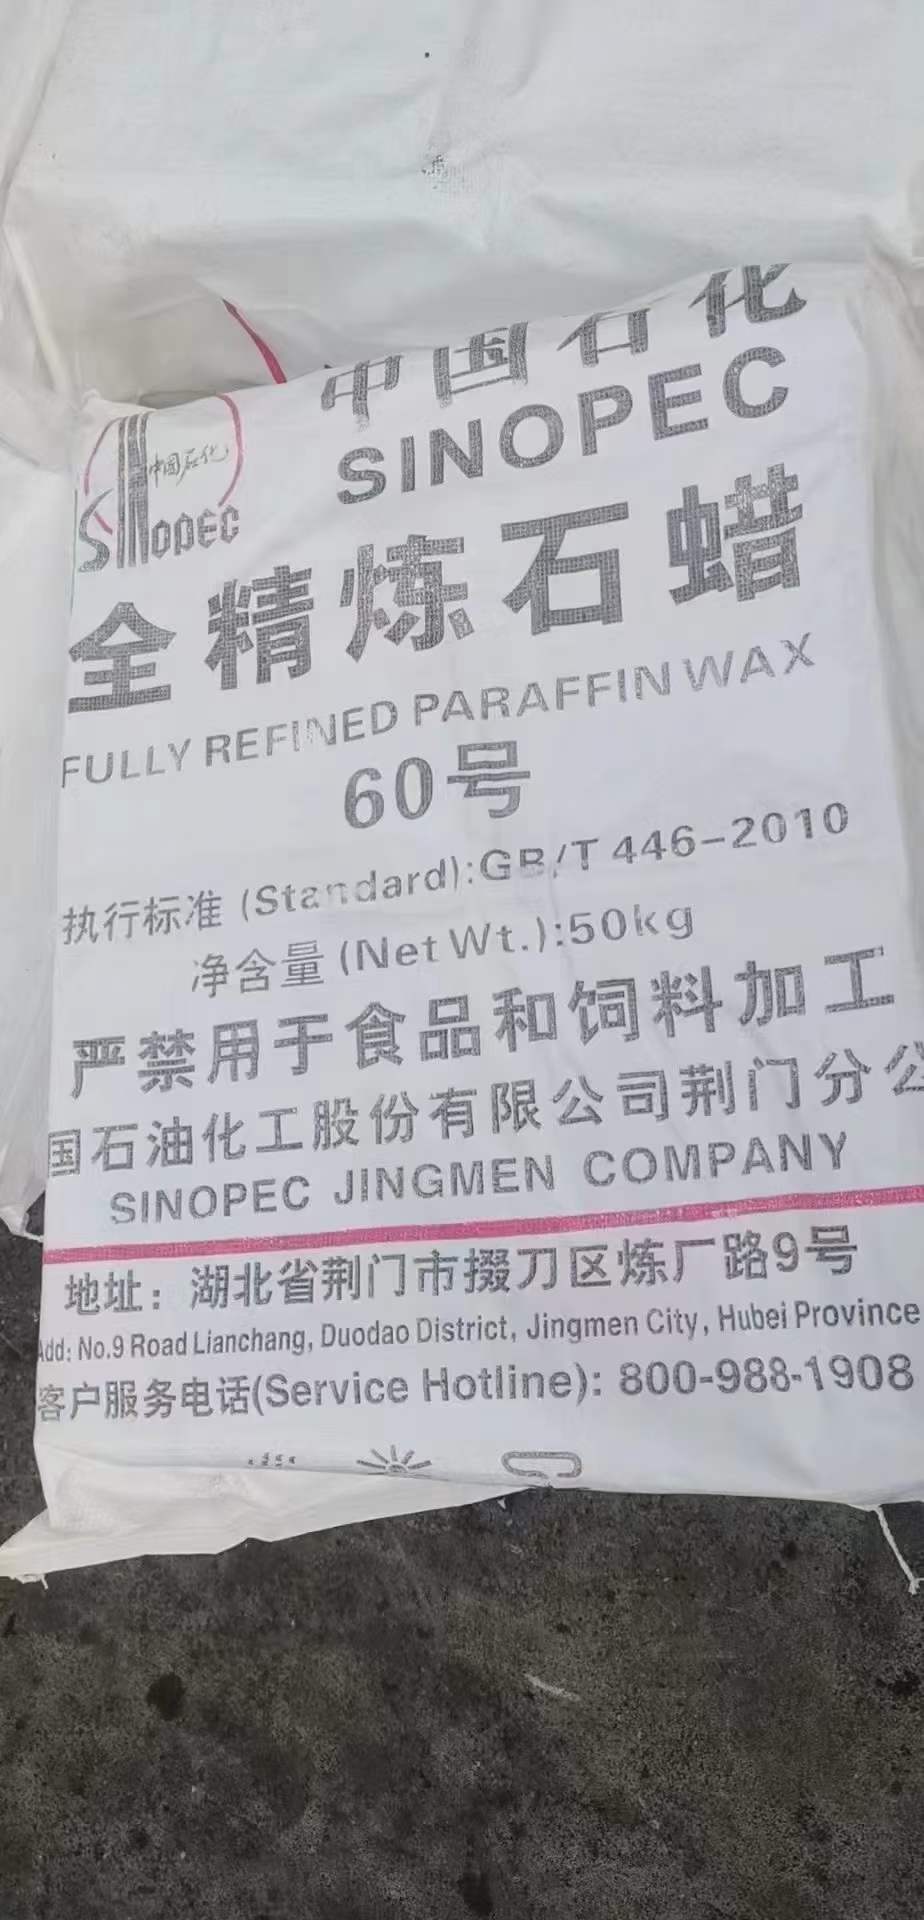 中国石化
SINOPEC
中国石化
SINOPEC
全精炼石蜡
FULLY REFINED PARAFFIN WAX
60号
执行标准 (Standard):GB/T 446-2010
净含量(Net Wt.):50kg
严禁用于食品和饲料加工
国石油化工股份有限公司荆门分公
SINOPEC JINGMEN COMPANY
地址：湖北省荆门市掇刀区炼厂路9号
Add: No.9 Road Lianchang, Duodao District, Jingmen City, Hubei Province
客户服务电话(Service Hotline): 800-988-1908